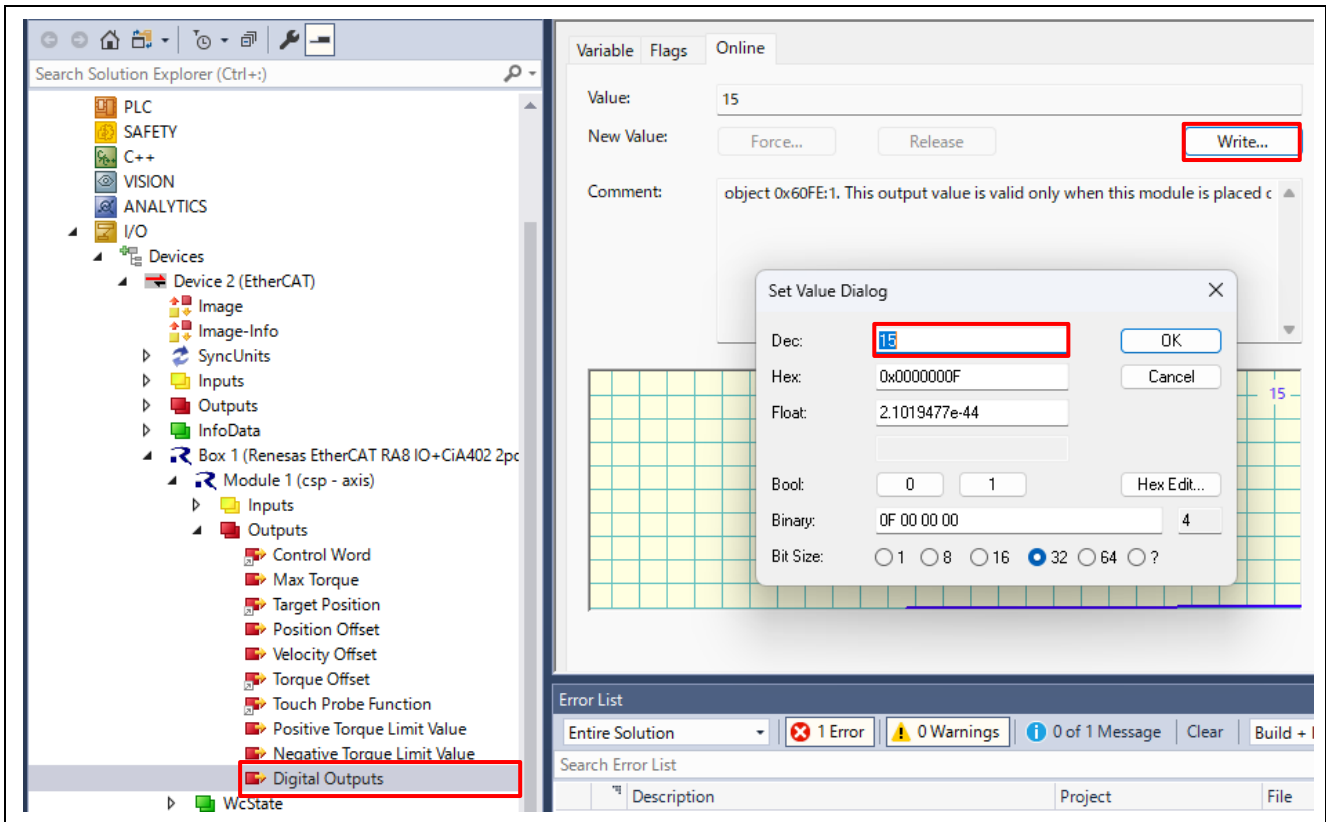 Search Solution Explorer (Ctrl+:)
PLC
SAFETY
C++
VISION
ANALYTICS
I/O
Devices
Device 2 (EtherCAT)
Image
Image-Info
SyncUnits
Inputs
Outputs
InfoData
Box 1 (Renesas EtherCAT RA8 IO+CiA402 2pc
Module 1 (csp - axis)
Inputs
Outputs
Control Word
Max Torque
Target Position
Position Offset
Velocity Offset
Torque Offset
Touch Probe Function
Positive Torque Limit Value
Negative Torque Limit Value
Digital Outputs
WcState
Variable Flags Online
Value: 15
New Value: Force... Release Write...
Comment: object 0x60FE:1. This output value is valid only when this module is placed c
15
Set Value Dialog
Dec: 15 OK
Hex: 0x0000000F Cancel
Float: 2.1019477e-44
Bool: 0 1 Hex Edit...
Binary: 0F 00 00 00 4
Bit Size: 1 8 16 32 64 ?
Error List
Entire Solution 1 Error 0 Warnings 0 of 1 Message Clear Build +
Search Error List
Description Project File